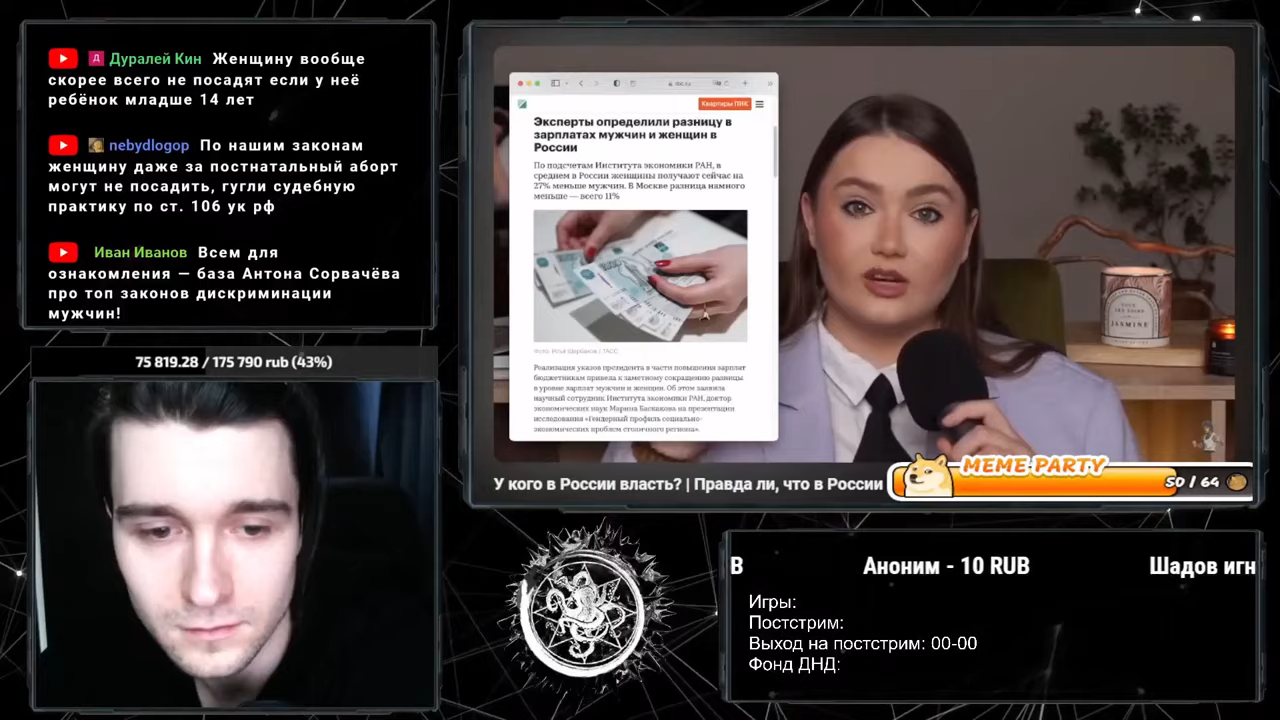 Дуралей Кин Женщину вообще
скорее всего не посадят если у неё
ребёнок младше 14 лет
nebydlogop По нашим законам
женщину даже за постнатальный аборт
могут не посадить, гугли судебную
практику по ст. 106 ук рф
Иван Иванов Всем для
ознакомления — база Антона Сорвачёва
про топ законов дискриминации
мужчин!
75 819.28 / 175 790 rub (43%)
rbc.ru
Квартиры ПИК
Эксперты определили разницу в
зарплатах мужчин и женщин в
России
По подсчетам Института экономики РАН, в
среднем в России женщины получают сейчас на
27% меньше мужчин. В Москве разница намного
меньше — всего 11%
Реализация указов президента в части повышения зарплат
бюджетникам привела к заметному сокращению разницы
в уровне зарплат мужчин и женщин. Об этом заявила
научный сотрудник Института экономики РАН, доктор
экономических наук Марина Баскакова на презентации
исследования «Гендерный профиль социально-
экономических проблем столичного региона».
JASMINE
У кого в России власть? | Правда ли, что в России
MEME PARTY
50 / 64
В Аноним - 10 RUB Шадов игн
Игры:
Постстрим:
Выход на постстрим: 00-00
Фонд ДНД: